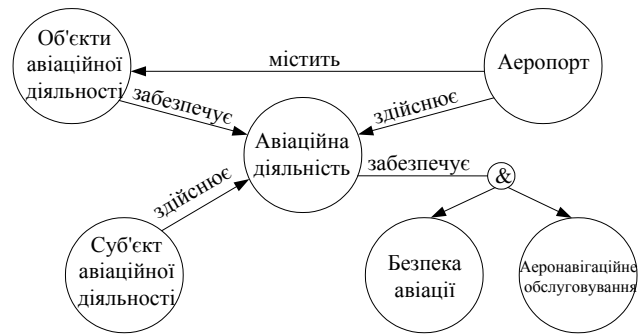 Об'єкти
авіаційної
діяльності
містить
Аеропорт
забезпечує
здійснює
Авіаційна
діяльність
забезпечує
&
здійснює
Суб'єкт
авіаційної
діяльності
Безпека
авіації
Аеронавігаційне
обслуговування